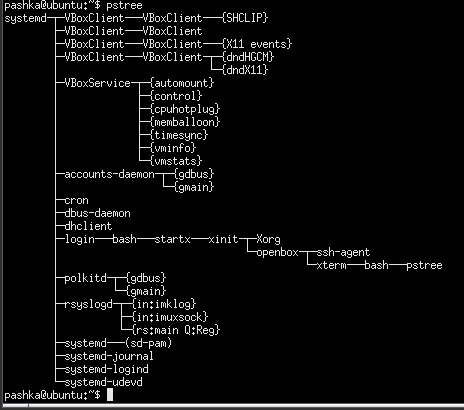 pashka@ubuntu:~$ pstree
systemd─┬─VBoxClient───VBoxClient───{SHCLIP}
        ├─VBoxClient───VBoxClient
        ├─VBoxClient───VBoxClient───{X11 events}
        ├─VBoxClient───VBoxClient─┬─{dndHGCM}
        │                         └─{dndX11}
        ├─VBoxService─┬─{automount}
        │             ├─{control}
        │             ├─{cpuhotplug}
        │             ├─{memballoon}
        │             ├─{timesync}
        │             ├─{vminfo}
        │             └─{vmstats}
        ├─accounts-daemon─┬─{gdbus}
        │                 └─{gmain}
        ├─cron
        ├─dbus-daemon
        ├─dhclient
        ├─login───bash───startx───xinit─┬─Xorg
        │                               └─openbox─┬─ssh-agent
        │                                         └─xterm───bash───pstree
        ├─polkitd─┬─{gdbus}
        │         └─{gmain}
        ├─rsyslogd─┬─{in:imklog}
        │          ├─{in:imuxsock}
        │          └─{rs:main Q:Reg}
        ├─systemd───(sd-pam)
        ├─systemd-journal
        ├─systemd-logind
        └─systemd-udevd
pashka@ubuntu:~$